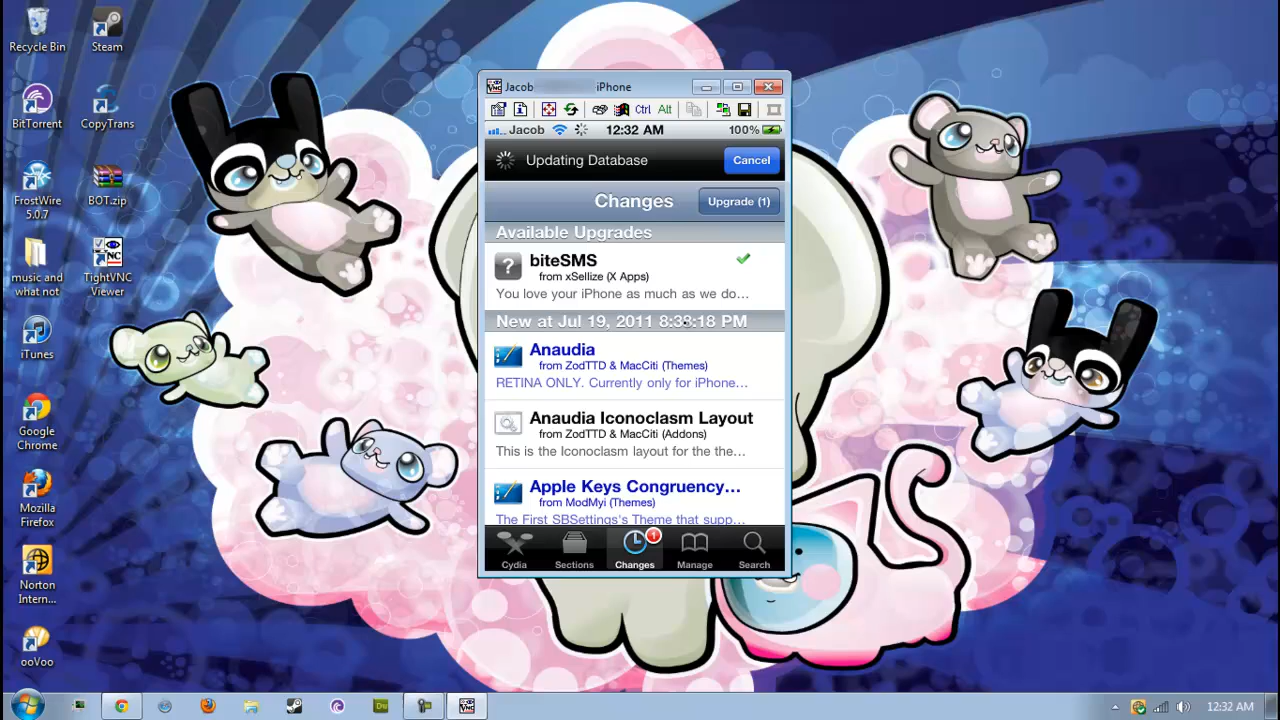 Recycle Bin
Steam
BitTorrent
CopyTrans
FrostWire
5.0.7
BOT.zip
music and
what not
TightVNC
Viewer
iTunes
Google
Chrome
Mozilla
Firefox
Norton
Intern...
ooVoo
Jacob iPhone
Ctrl Alt
Jacob 12:32 AM 100%
Updating Database Cancel
Changes Upgrade (1)
Available Upgrades
biteSMS
from xSellize (X Apps)
You love your iPhone as much as we do...
New at Jul 19, 2011 8:38:18 PM
Anaudia
from ZodTTD & MacCiti (Themes)
RETINA ONLY. Currently only for iPhone...
Anaudia Iconoclasm Layout
from ZodTTD & MacCiti (Addons)
This is the Iconoclasm layout for the the...
Apple Keys Congruency...
from ModMyi (Themes)
The First SBSettings's Theme that supp...
1
Cydia Sections Changes Manage Search
12:32 AM